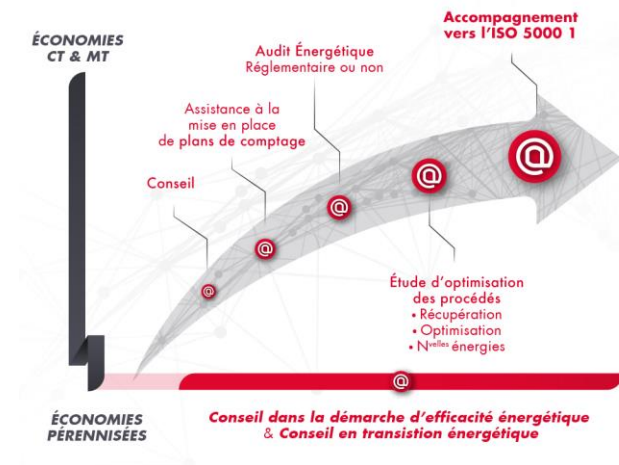 ÉCONOMIES
CT & MT
Accompagnement
vers l'ISO 5000 1
Audit Énergétique
Réglementaire ou non
Assistance à la
mise en place
de plans de comptage
Conseil
@
@
@
@
@
Étude d'optimisation
des procédés
• Récupération
• Optimisation
• Nvelles énergies
@
ÉCONOMIES
PÉRENNISÉES
Conseil dans la démarche d'efficacité énergétique
& Conseil en transistion énergétique